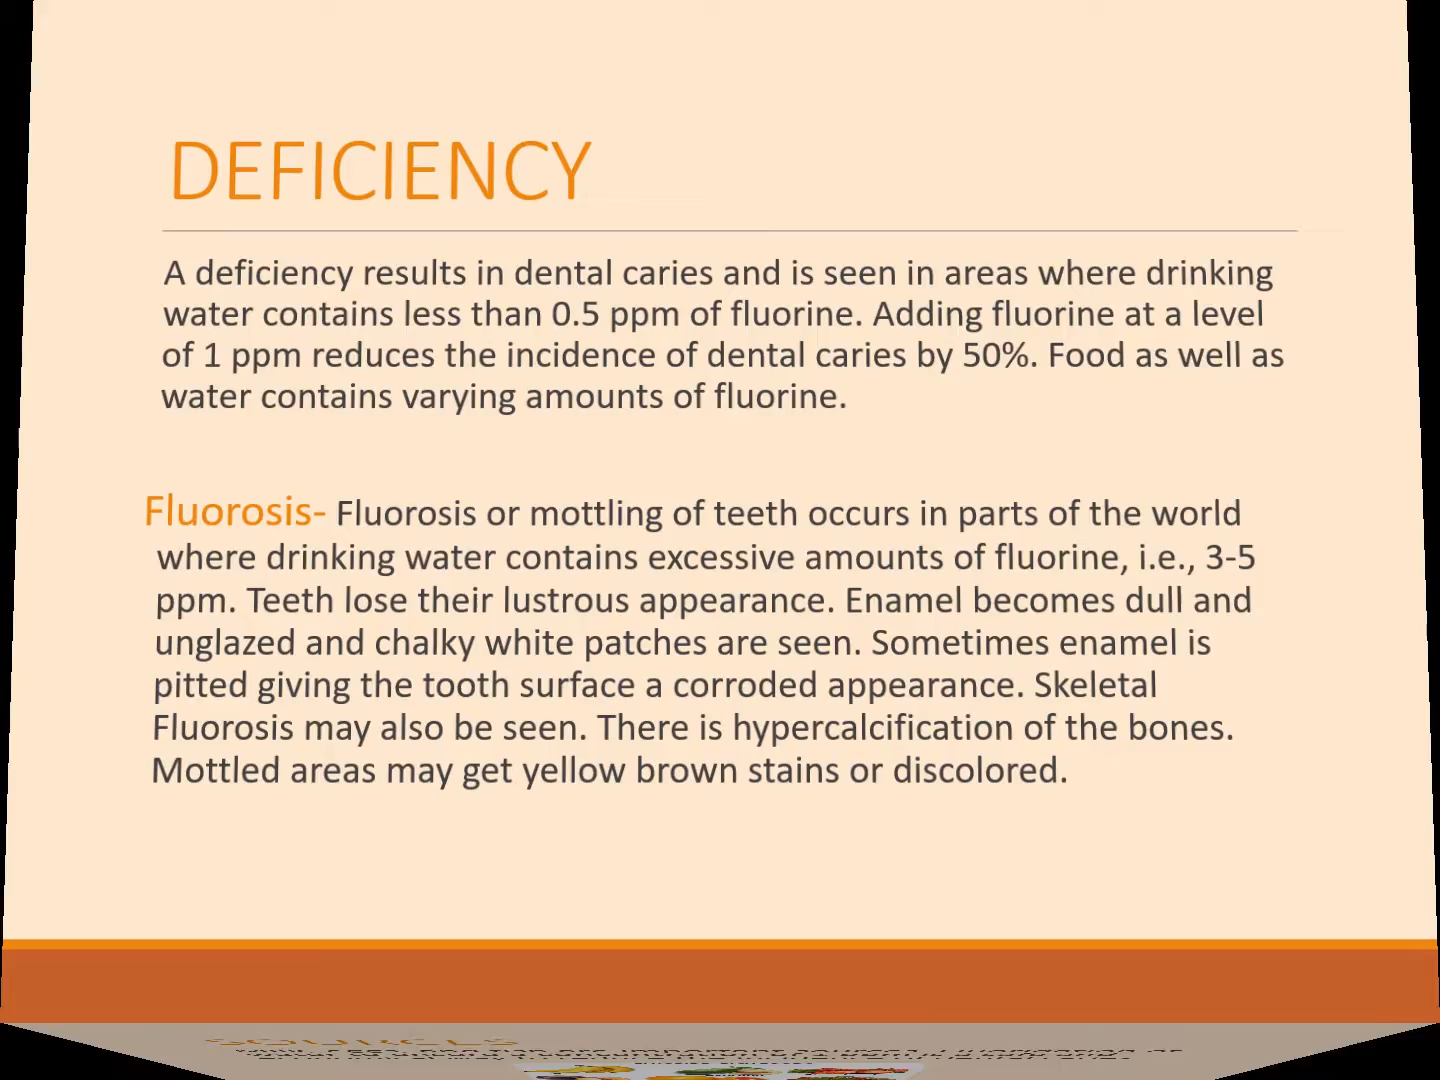 DEFICIENCY
A deficiency results in dental caries and is seen in areas where drinking
water contains less than 0.5 ppm of fluorine. Adding fluorine at a level
of 1 ppm reduces the incidence of dental caries by 50%. Food as well as
water contains varying amounts of fluorine.
Fluorosis- Fluorosis or mottling of teeth occurs in parts of the world
where drinking water contains excessive amounts of fluorine, i.e., 3-5
ppm. Teeth lose their lustrous appearance. Enamel becomes dull and
unglazed and chalky white patches are seen. Sometimes enamel is
pitted giving the tooth surface a corroded appearance. Skeletal
Fluorosis may also be seen. There is hypercalcification of the bones.
Mottled areas may get yellow brown stains or discolored.
SOURCES